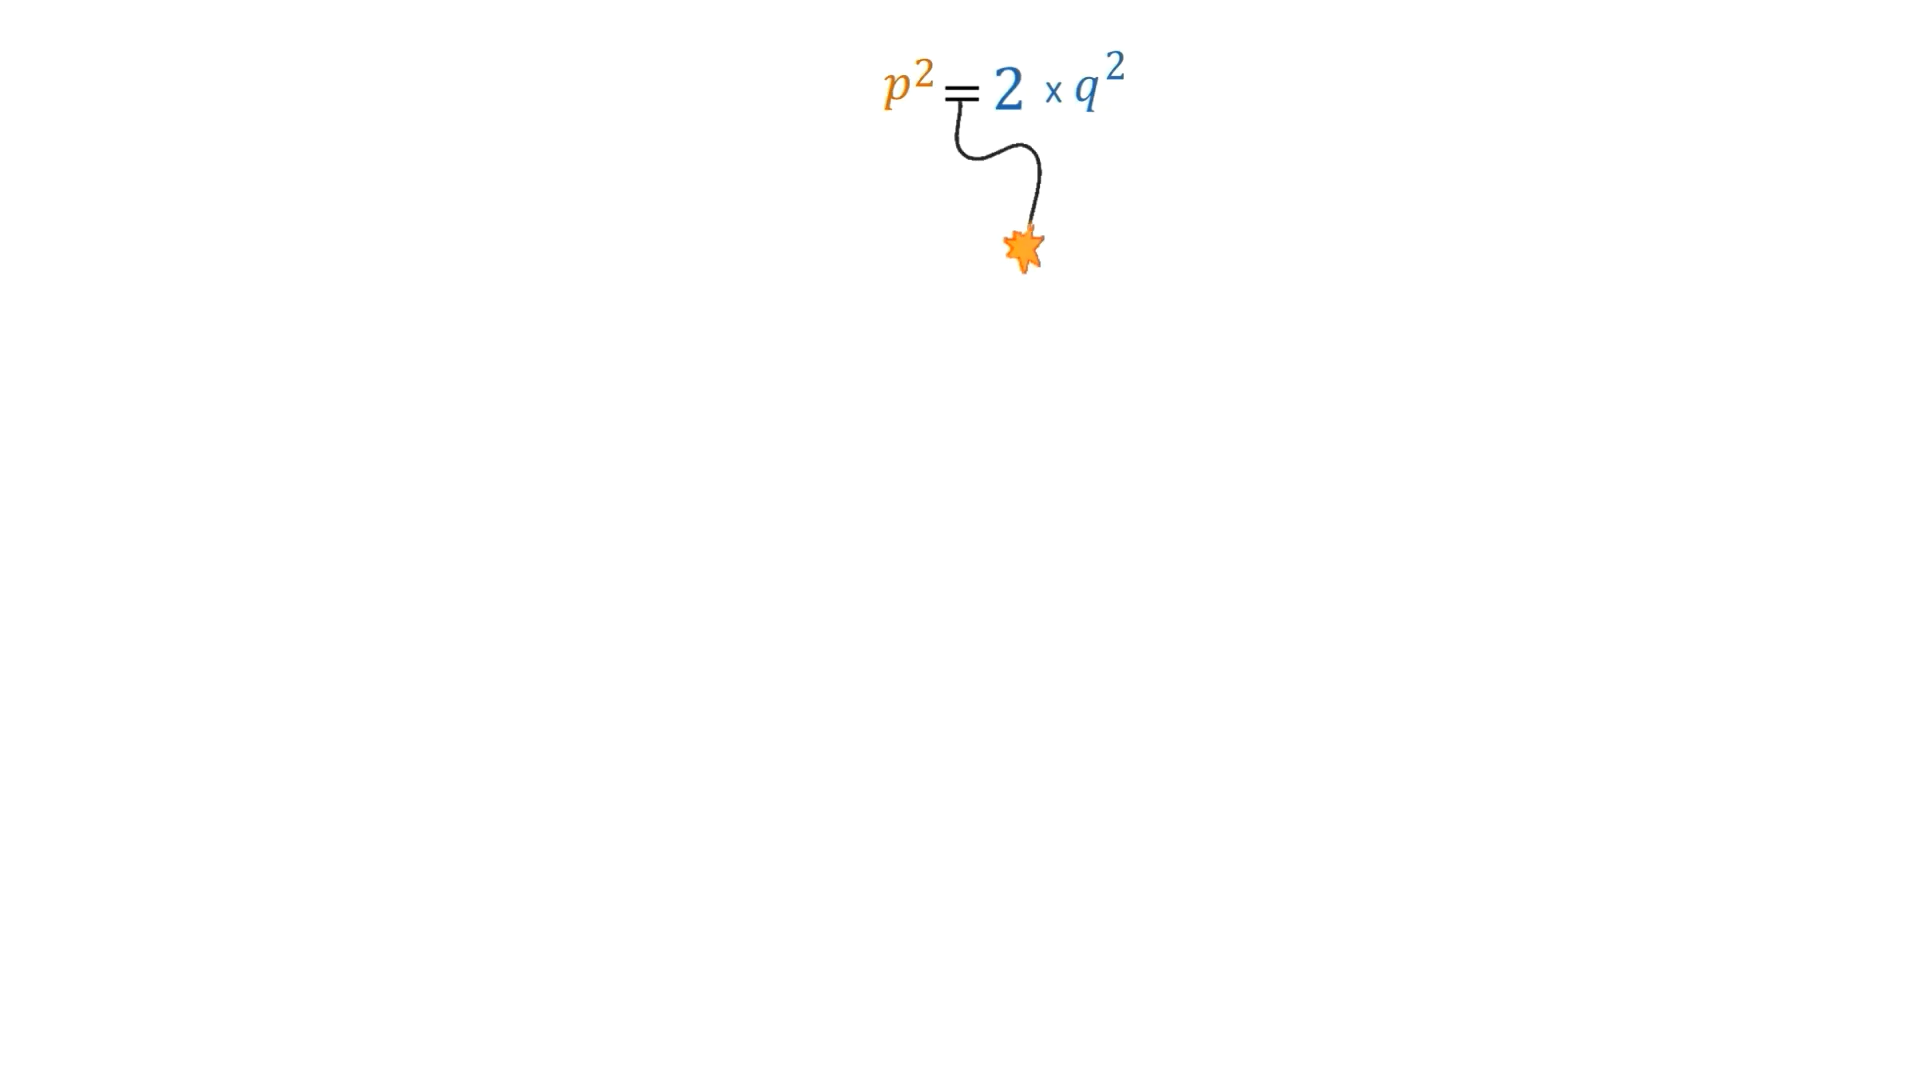 p² = 2 x q²